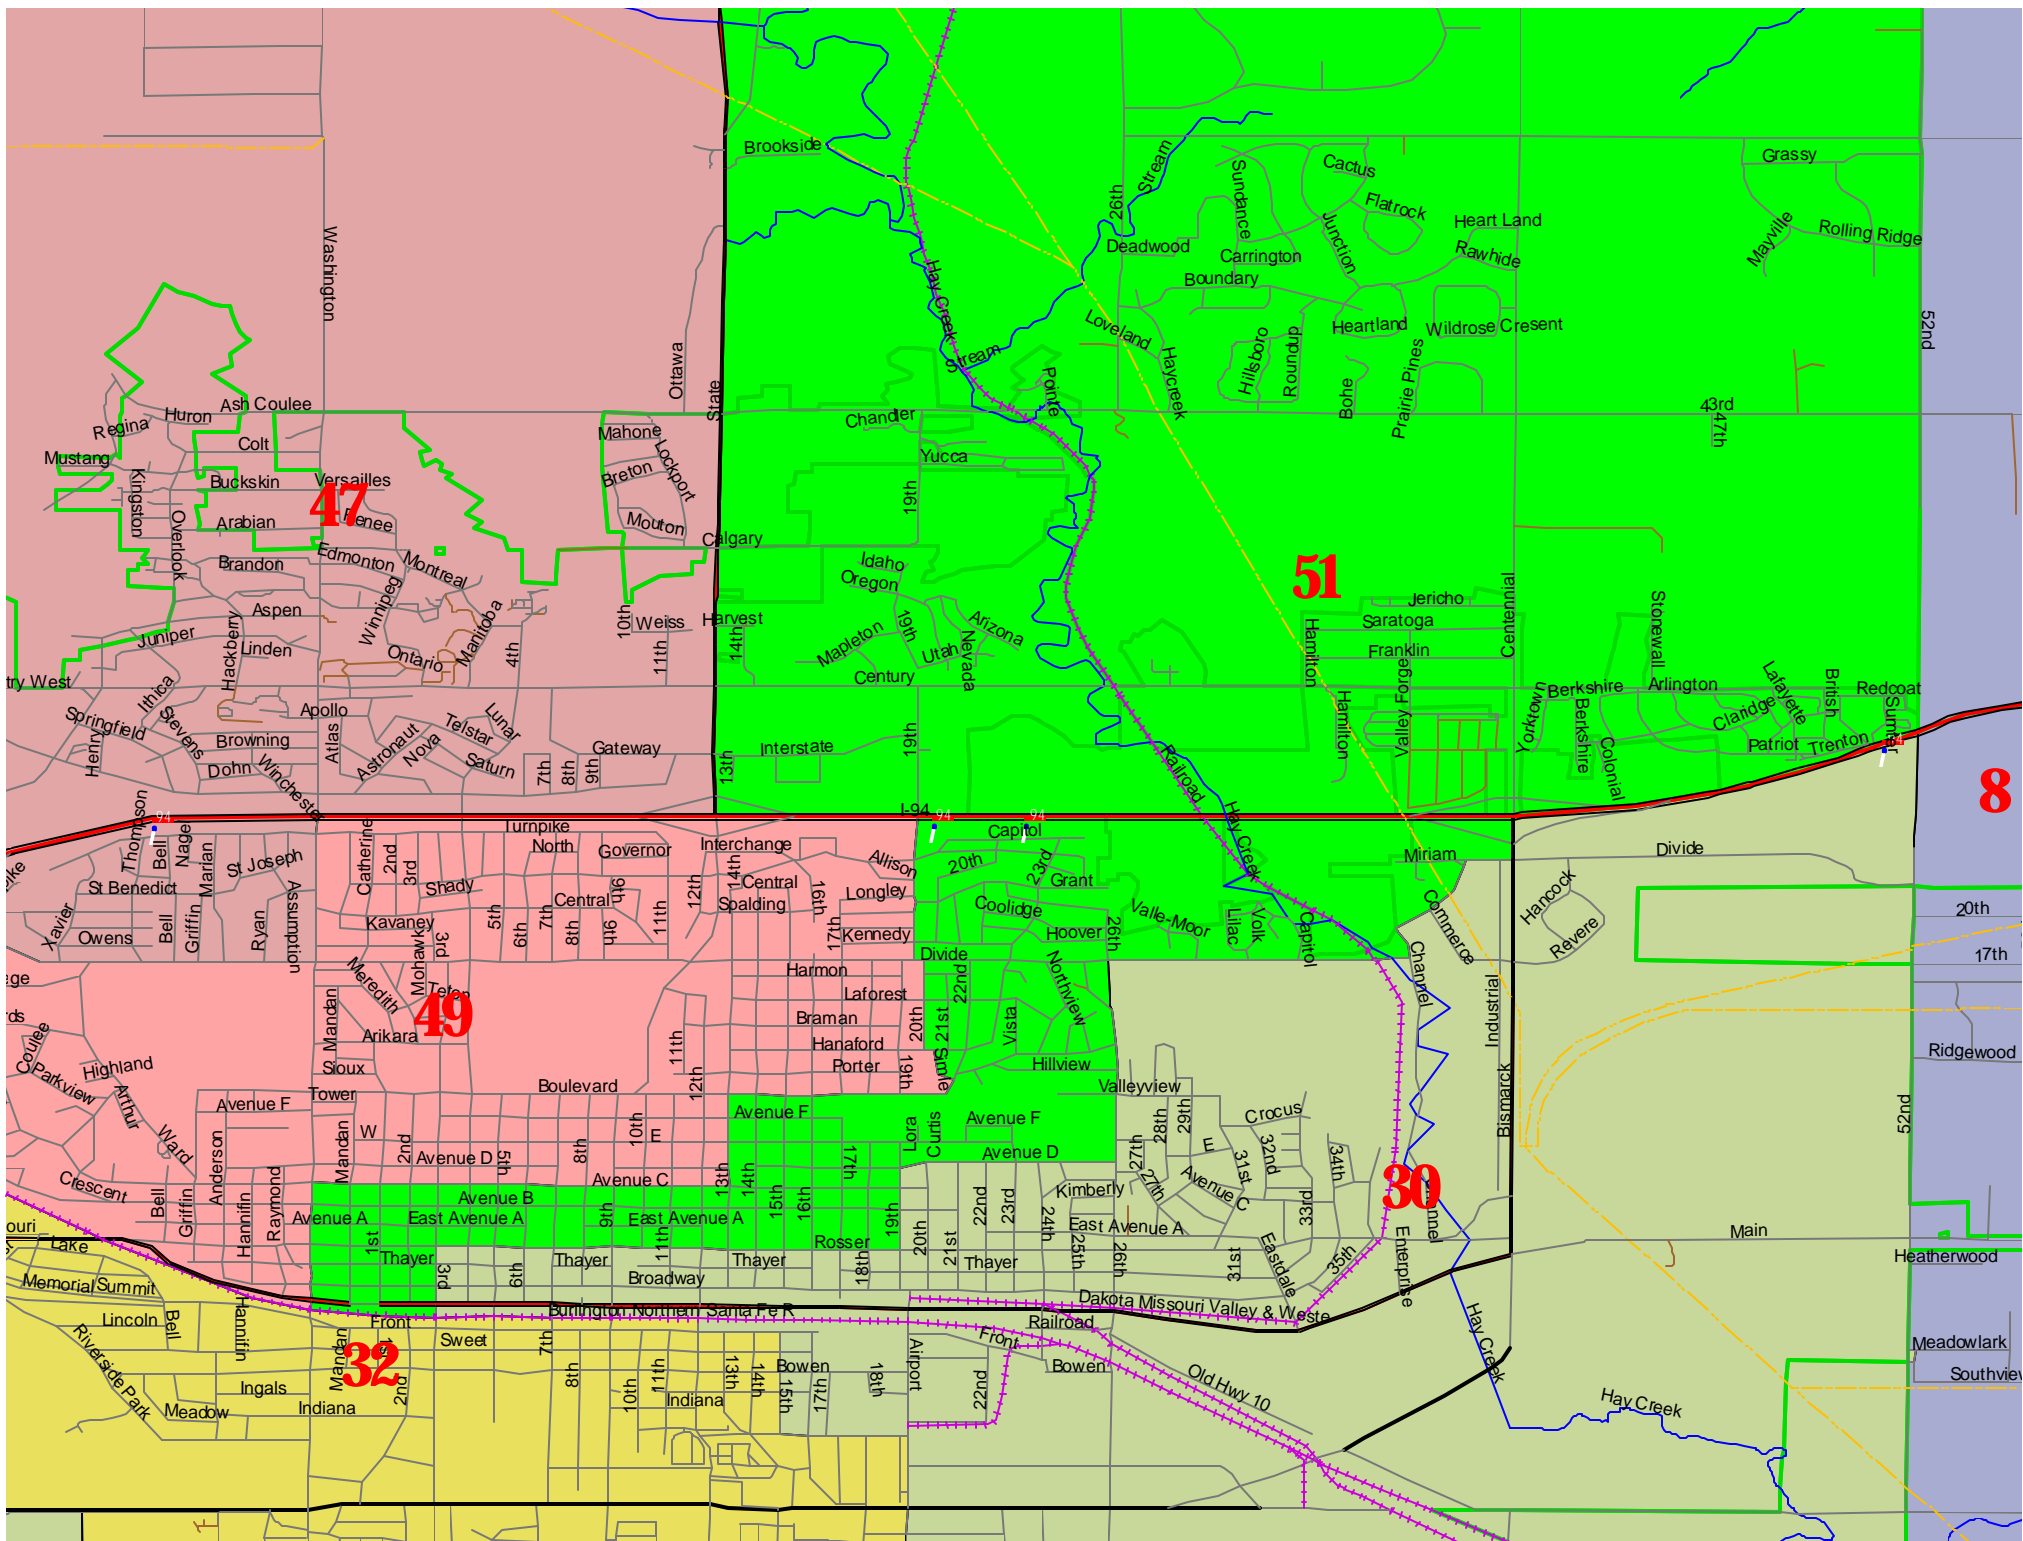 Brookside
Grassy
Cactus
Stream
Sundance
26th
Flatrock
Heart Land
Rolling Ridge
Mayville
Deadwood
Carrington
Junction
Rawhide
Washington
Boundary
Hay Creek
Loveland
Heartland
Wildrose Cresent
52nd
Stream
Hillsboro
Roundup
Haycreek
Bohe
Prairie Pines
Pointe
Ottawa
State
Ash Coulee
Huron
Regina
43rd
47th
Chandler
Colt
Mahone
Lockport
Mustang
Yucca
Kingston
Buckskin
Versailles
Breton
19th
47
Renee
Arabian
Mouton
Overlook
Calgary
Edmonton
Montreal
Brandon
Idaho
Oregon
51
Winnipeg
Aspen
Jericho
Stonewall
Centennial
Manitoba
10th
Weiss
Harvest
Juniper
Hackberry
Linden
Ontario
4th
11th
14th
Mapleton
19th
Utah
Nevada
Arizona
Hamilton
Saratoga
Franklin
Valley Forge
Century
try West
Ithica
Lafayette
British
Redcoat
Berkshire
Arlington
Apollo
Springfield
Stevens
Telstar
Lunar
Claridge
Sumter
Yorktown
Berkshire
Hamilton
Henry
Browning
Atlas
Astronaut
Nova
Gateway
Interstate
19th
Patriot
Trenton
94
Colonial
Railroad
Dohn
Winchester
Saturn
7th
8th
9th
13th
8
I-94
94
94
94
Thompson
Bell
Nagel
Marian
St Joseph
Catherine
2nd
3rd
Turnpike
North
Governor
Interchange
14th
Capitol
Hay Creek
Miriam
Divide
Allison
20th
23rd
St Benedict
Assumption
Shady
Central
9th
12th
Central
Spalding
16th
Longley
Grant
Commerce
Hancock
Xavier
Owens
Bell
Griffin
Ryan
Kavaney
Mohawk
3rd
5th
6th
7th
8th
9th
11th
17th
Kennedy
Coolidge
Hoover
26th
Valle-Moor
Lilac
Volk
Capitol
Revere
20th
Divide
17th
ege
Meredith
Teton
Harmon
22nd
Northview
Channel
Industrial
49
Laforest
rds
Mandan
Arikara
Braman
20th
21st
Vista
Coulee
Sioux
11th
Hanaford
Porter
19th
Simle
Hillview
Ridgewood
Highland
Parkview
Arthur
Tower
Boulevard
12th
Valleyview
Bismarck
52nd
Avenue F
Avenue F
Avenue F
Lora
Curtis
Crocus
28th
29th
Ward
W
E
10th
E
Mandan
2nd
Avenue D
5th
8th
Avenue D
27th
31st
32nd
34th
Anderson
Crescent
Bell
Griffin
Hannifin
Raymond
Avenue C
13th
14th
17th
15th
16th
Kimberly
27th
Avenue C
30
Avenue B
Avenue A
East Avenue A
9th
East Avenue A
19th
22nd
23rd
24th
East Avenue A
33rd
Main
ouri
Lake
1st
Thayer
Thayer
11th
Thayer
Rosser
20th
21st
Thayer
25th
26th
31st
Eastdale
35th
Enterprise
Heatherwood
Memorial
Summit
3rd
6th
Broadway
18th
Lincoln
Bell
Hannifin
Front
Burlington Northern Santa Fe R
Dakota Missouri Valley & Weste
Railroad
Hay Creek
Meadowlark
Riverside Park
32
Mandan
1st
Sweet
7th
Front
Bowen
Airport
Bowen
Old Hwy 10
Ingals
Meadow
Indiana
2nd
8th
10th
11th
Indiana
13th
14th
15th
17th
18th
22nd
Hay Creek
Southview